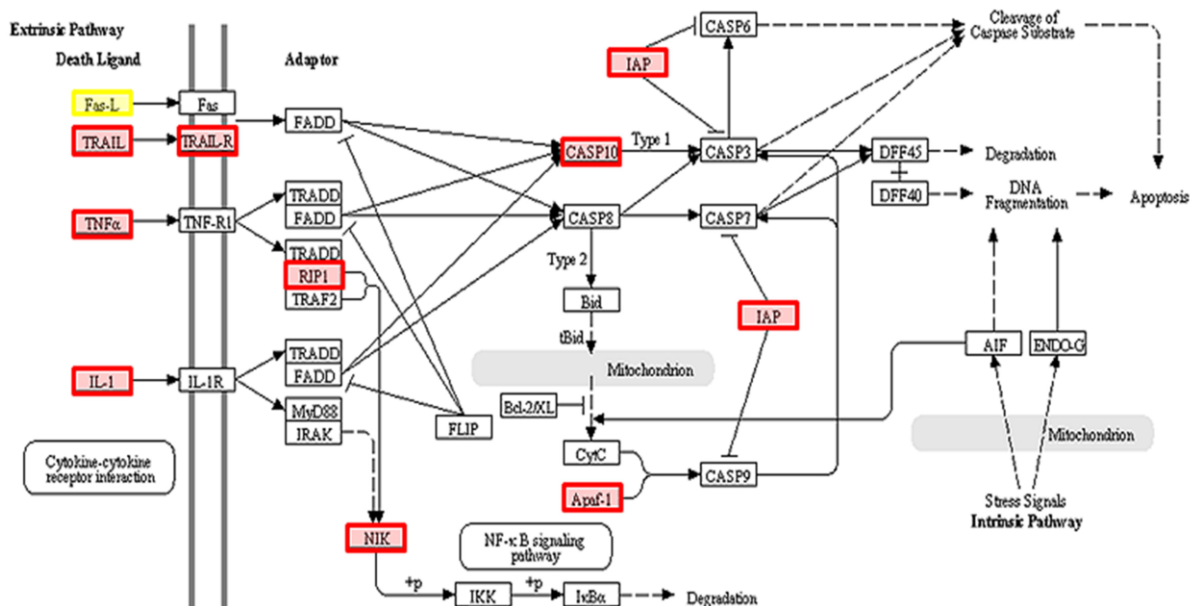 Extrinsic Pathway
Death Ligand
Adaptor
Fas-L
Fas
TRAIL
TRAIL-R
FADD
TNFα
TNF-R1
TRADD
FADD
TRADD
RIP1
TRAF2
IL-1
IL-1R
TRADD
FADD
MyD88
IRAK
FLIP
Cytokine-cytokine
receptor interaction
NIK
NF-κB signaling
pathway
+p
IKK
+p
IκBα
Degradation
CASP10
Type 1
CASP3
CASP8
CASP7
Type 2
Bid
tBid
Mitochondrion
Bcl-2/XL
CytC
Apaf-1
CASP9
IAP
IAP
CASP6
Cleavage of
Caspase Substrate
DFF45
Degradation
DFF40
DNA
Fragmentation
Apoptosis
AIF
ENDO-G
Mitochondrion
Stress Signals
Intrinsic Pathway